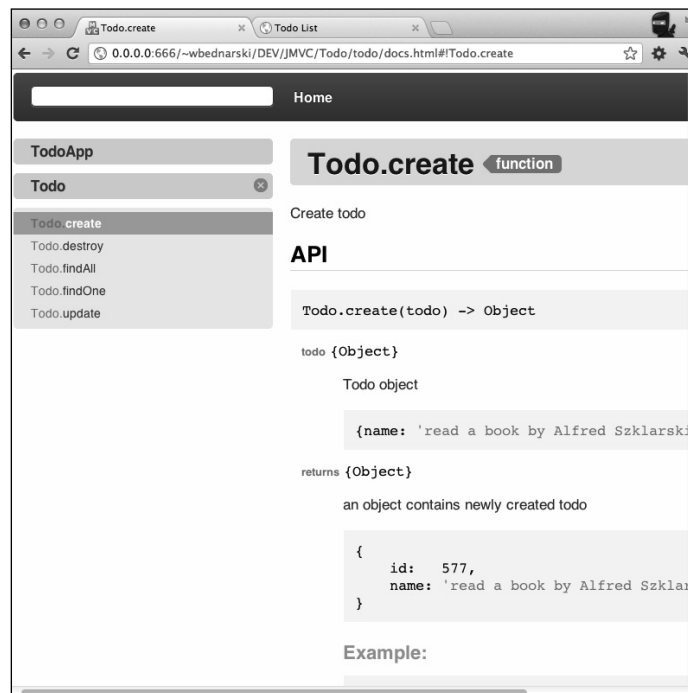 Todo.create
Todo List
0.0.0.0:666/~wbednarski/DEV/JMVC/Todo/todo/docs.html#!Todo.create
Home
TodoApp
Todo
Todo.create
Todo.destroy
Todo.findAll
Todo.findOne
Todo.update
Todo.create function
Create todo
API
Todo.create(todo) -> Object
todo {Object}
Todo object
{name: 'read a book by Alfred Szklarski
returns {Object}
an object contains newly created todo
{
id: 577,
name: 'read a book by Alfred Szklar
}
Example: